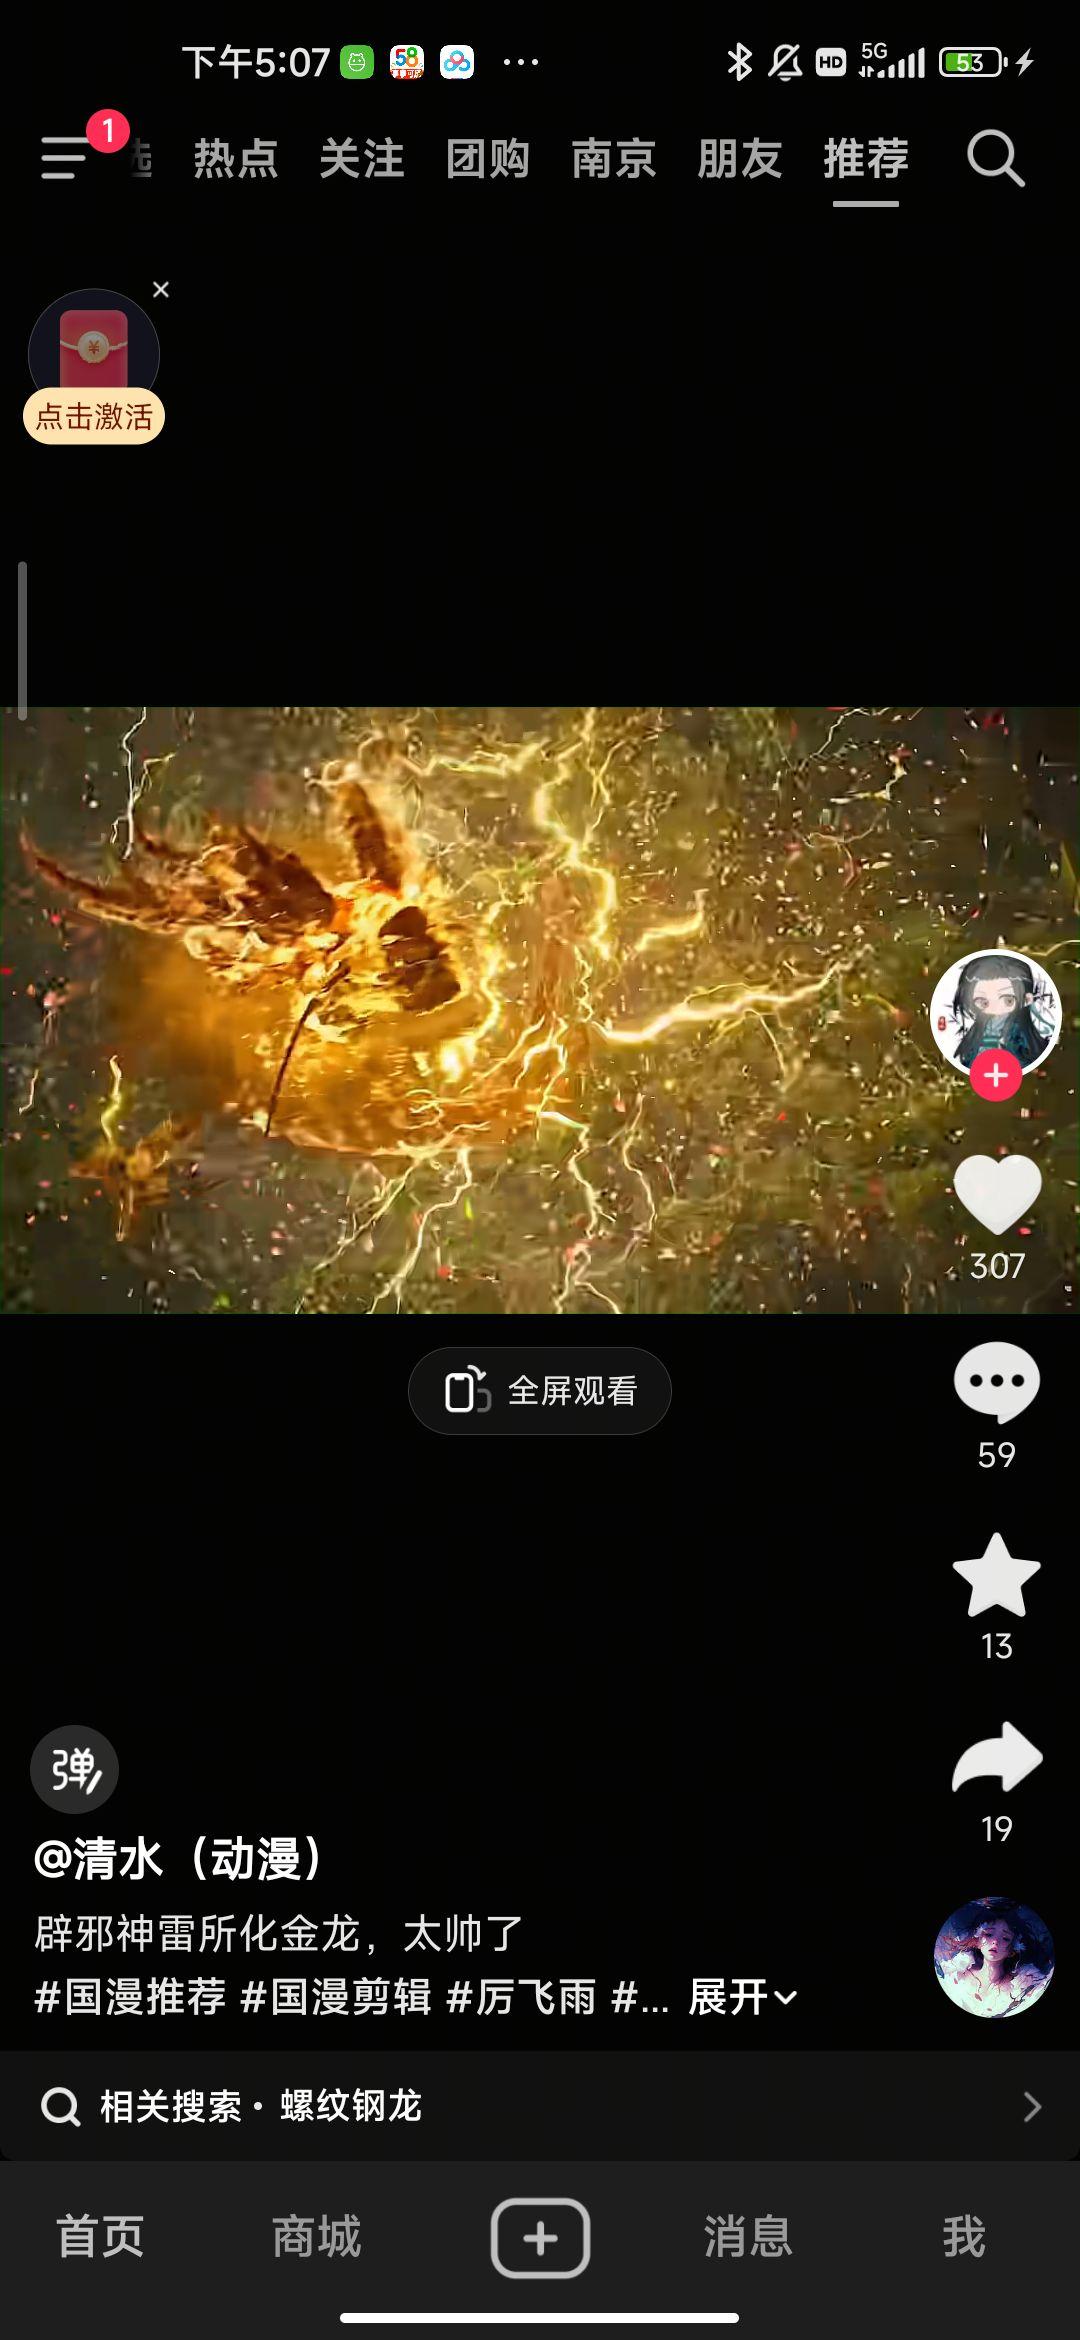 下午5:07
58
HD
5G
53
1
热点 关注 团购 南京 朋友 推荐
点击激活
307
全屏观看
59
13
19
弹
@清水（动漫）
辟邪神雷所化金龙，太帅了
#国漫推荐 #国漫剪辑 #厉飞雨 #... 展开
相关搜索· 螺纹钢龙
首页 商城 消息 我